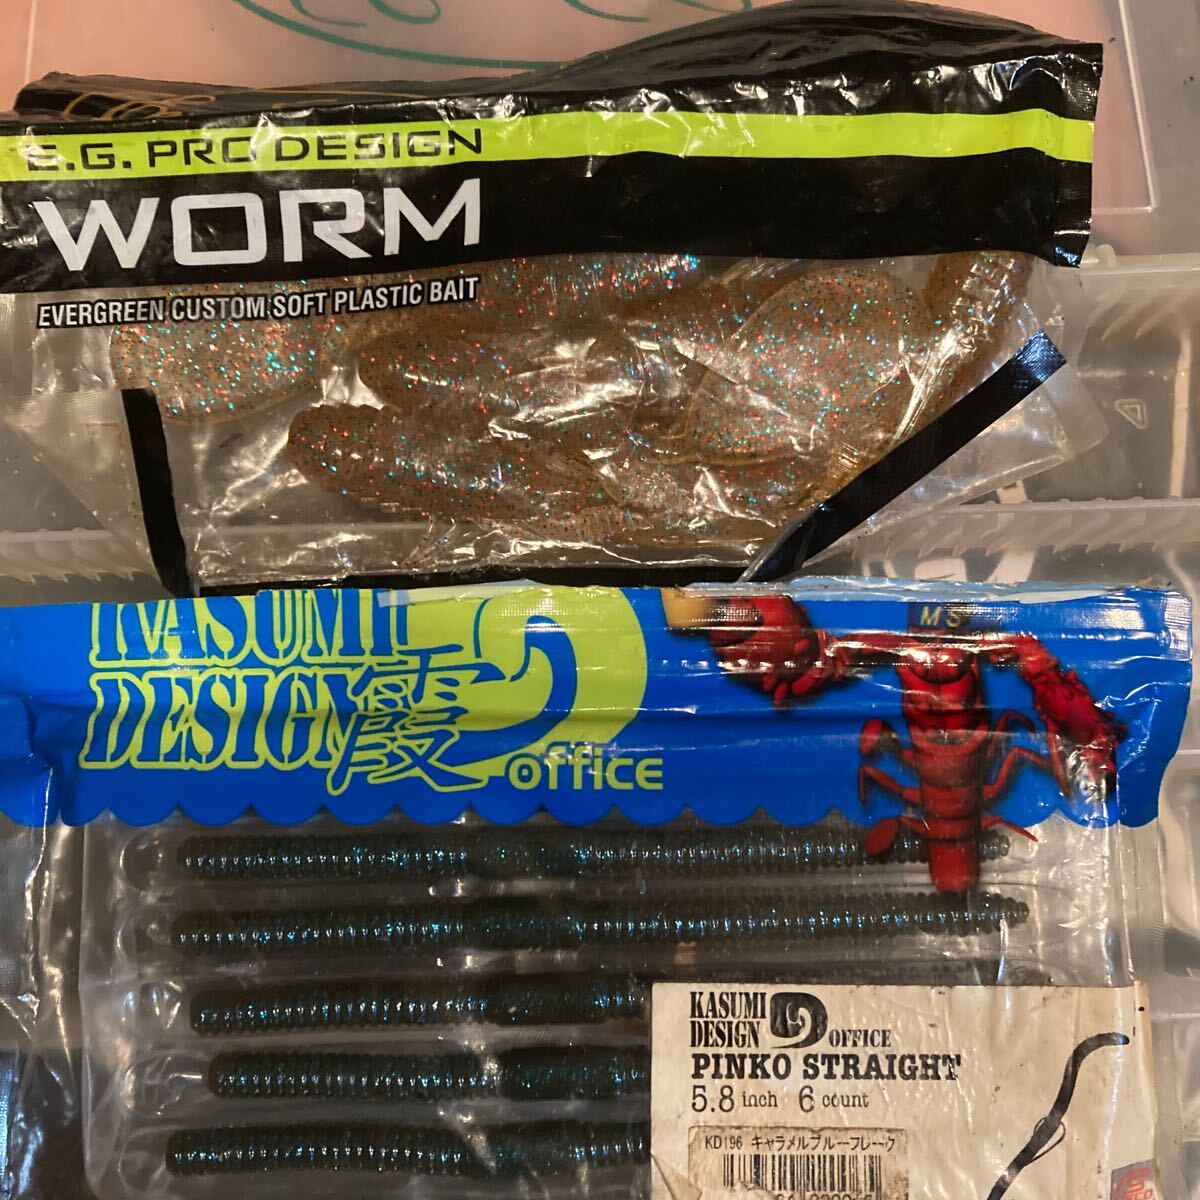 E.G. PRO DESIGN
WORM
EVERGREEN CUSTOM SOFT PLASTIC BAIT
KASUMI
DESIGN霞
office
MS
KASUMI
DESIGN
OFFICE
PINKO STRAIGHT
5.8 inch 6 count
KD196 キャラメルブルーフレーク